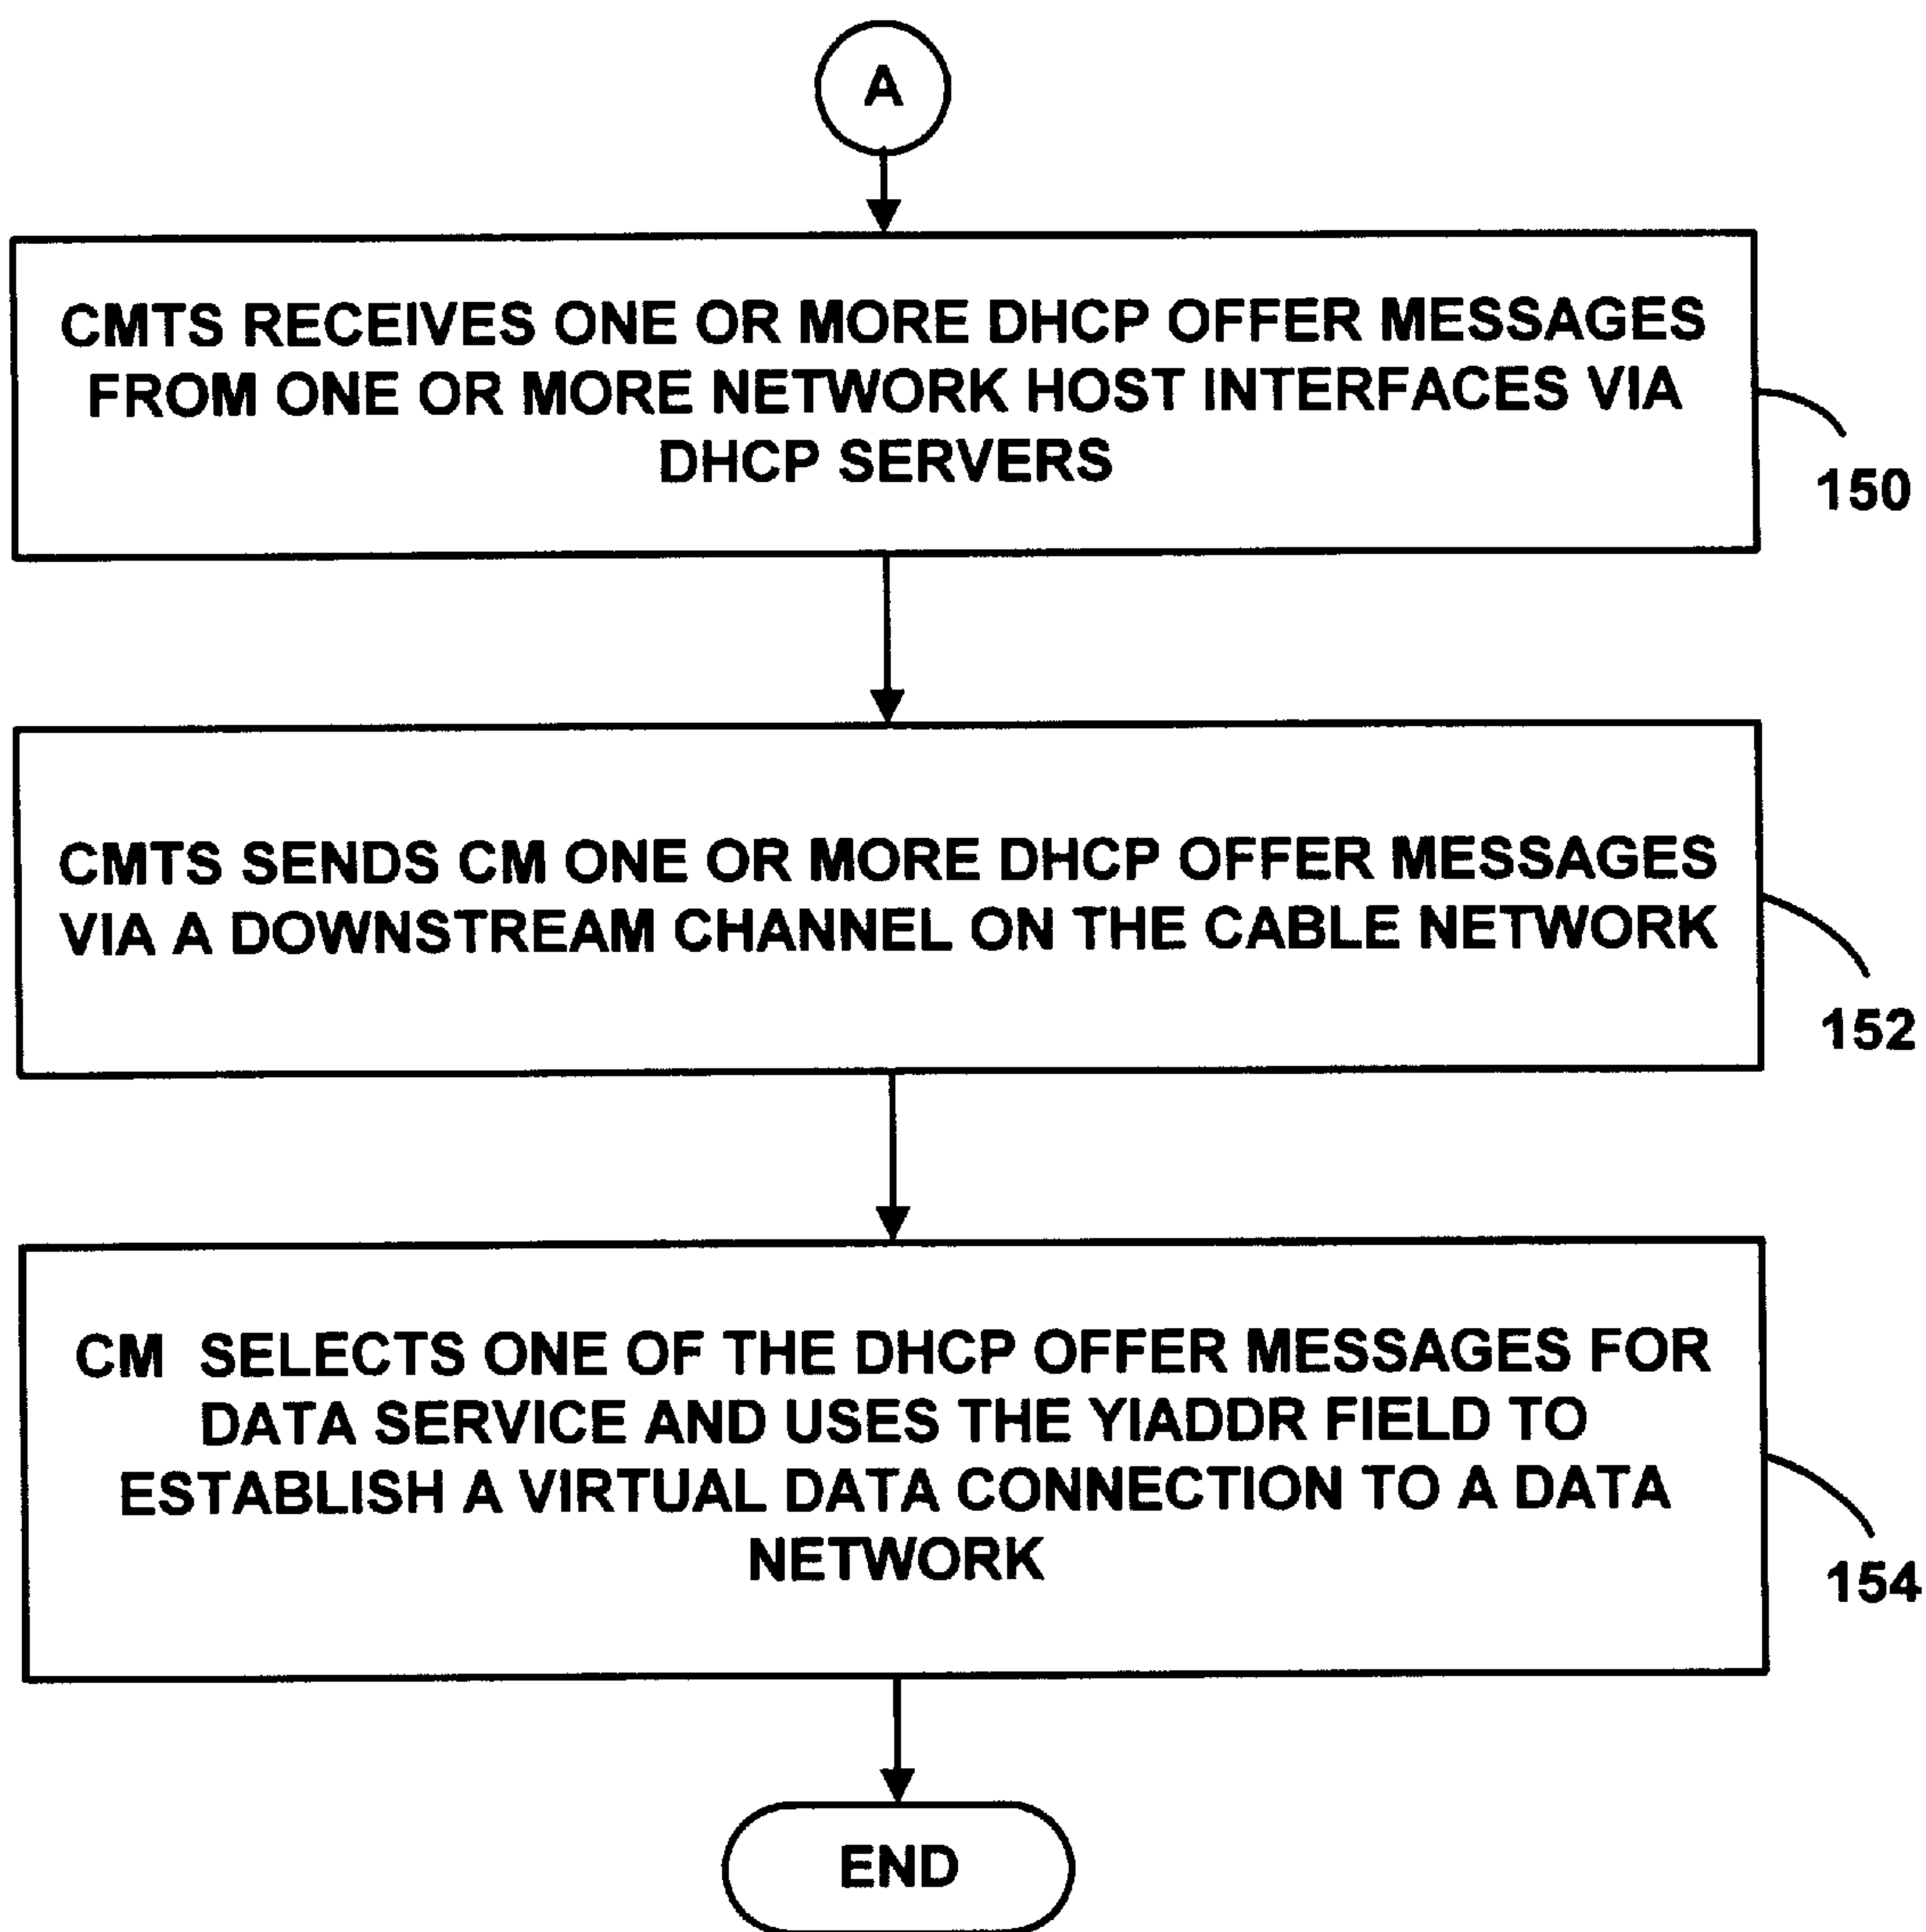 A
CMTS RECEIVES ONE OR MORE DHCP OFFER MESSAGES
FROM ONE OR MORE NETWORK HOST INTERFACES VIA
DHCP SERVERS
150
CMTS SENDS CM ONE OR MORE DHCP OFFER MESSAGES
VIA A DOWNSTREAM CHANNEL ON THE CABLE NETWORK
152
CM SELECTS ONE OF THE DHCP OFFER MESSAGES FOR
DATA SERVICE AND USES THE YIADDR FIELD TO
ESTABLISH A VIRTUAL DATA CONNECTION TO A DATA
NETWORK
154
END